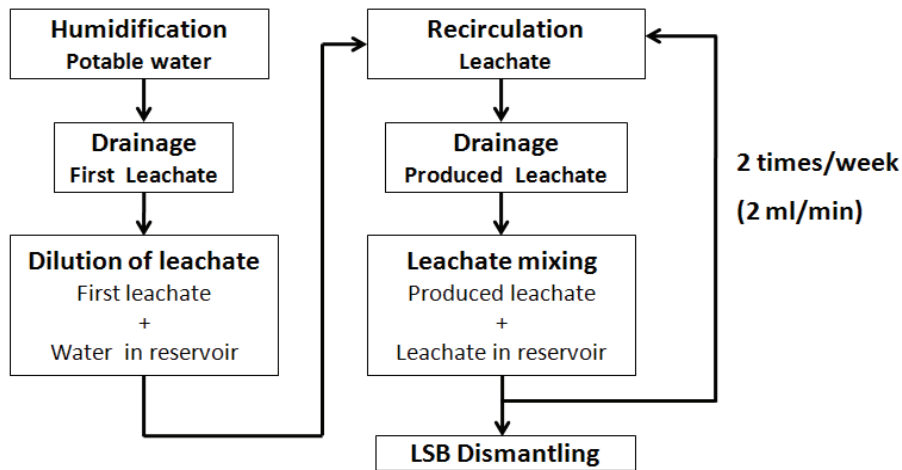 Humidification
Potable water
Drainage
First Leachate
Dilution of leachate
First leachate
+
Water in reservoir
Recirculation
Leachate
Drainage
Produced Leachate
Leachate mixing
Produced leachate
+
Leachate in reservoir
LSB Dismantling
2 times/week
(2 ml/min)